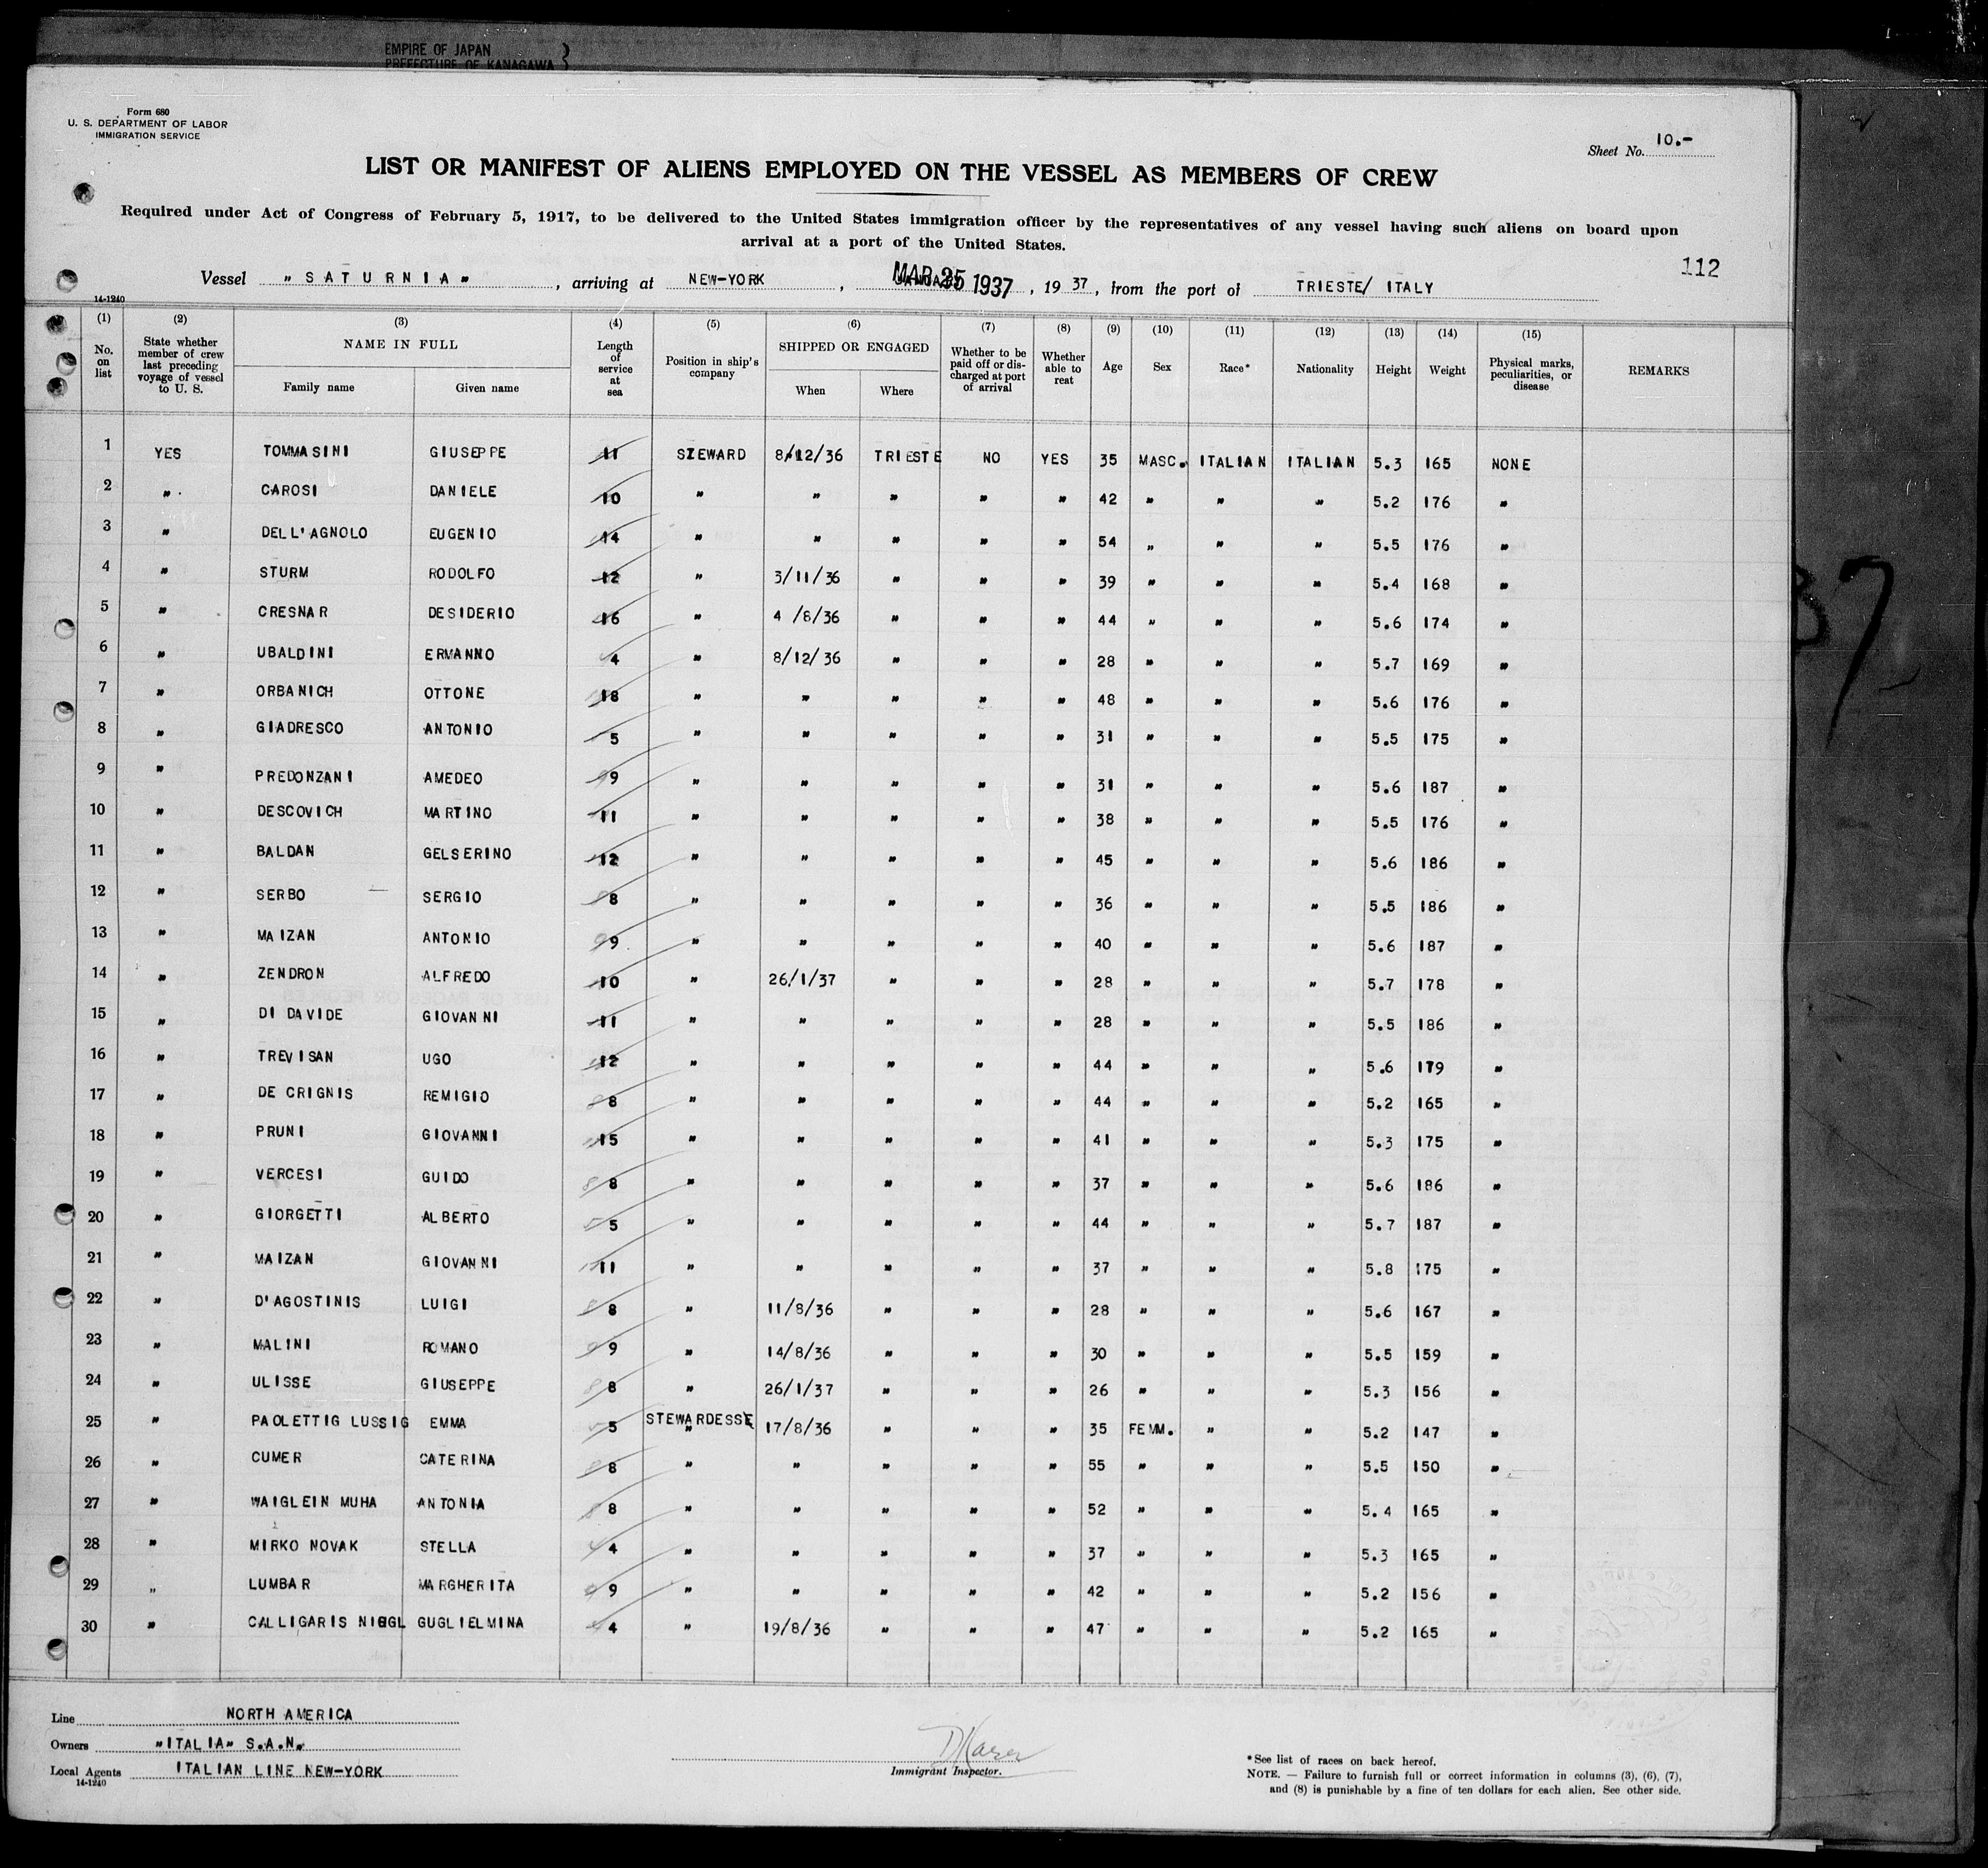 EMPIRE OF JAPAN
PREFECTURE OF KANAGAWA }
Form 680
U. S. DEPARTMENT OF LABOR
IMMIGRATION SERVICE
Sheet No. 10.-
LIST OR MANIFEST OF ALIENS EMPLOYED ON THE VESSEL AS MEMBERS OF CREW
Required under Act of Congress of February 5, 1917, to be delivered to the United States immigration officer by the representatives of any vessel having such aliens on board upon
arrival at a port of the United States.
112
Vessel "SATURNIA", arriving at NEW-YORK, MAR 25 1937, 19 37, from the port of TRIESTE/ ITALY
14-1240
(1) (2) (3) (4) (5) (6) (7) (8) (9) (10) (11) (12) (13) (14) (15)
No. on list | State whether member of crew last preceding voyage of vessel to U. S. | NAME IN FULL | Length of service at sea | Position in ship's company | SHIPPED OR ENGAGED | Whether to be paid off or discharged at port of arrival | Whether able to reat | Age | Sex | Race* | Nationality | Height | Weight | Physical marks, peculiarities, or disease | REMARKS
Family name | Given name | When | Where
1 YES TOMMASINI GIUSEPPE 11 SZEWARD 8/12/36 TRIESTE NO YES 35 MASC. ITALIAN ITALIAN 5.3 165 NONE
2 " CAROSI DANIELE 10 " " " " " 42 " " " 5.2 176 "
3 " DELL'AGNOLO EUGENIO 14 " " " " " 54 " " " 5.5 176 "
4 " STURM RODOLFO 12 " 3/11/36 " " " 39 " " " 5.4 168 "
5 " CRESNAR DESIDERIO 16 " 4 /8/36 " " " 44 " " " 5.6 174 "
6 " UBALDINI ERMANNO 4 " 8/12/36 " " " 28 " " " 5.7 169 "
7 " ORBANICH OTTONE 18 " " " " " 48 " " " 5.6 176 "
8 " GIADRESCO ANTONIO 5 " " " " " 31 " " " 5.5 175 "
9 " PREDONZANI AMEDEO 9 " " " " " 31 " " " 5.6 187 "
10 " DESCOVICH MARTINO 11 " " " " " 38 " " " 5.5 176 "
11 " BALDAN GELSERINO 12 " " " " " 45 " " " 5.6 186 "
12 " SERBO SERGIO 8 " " " " " 36 " " " 5.5 186 "
13 " MAIZAN ANTONIO 9 " " " " " 40 " " " 5.6 187 "
14 " ZENDRON ALFREDO 10 " 26/1/37 " " " 28 " " " 5.7 178 "
15 " DI DAVIDE GIOVANNI 11 " " " " " 28 " " " 5.5 186 "
16 " TREVISAN UGO 12 " " " " " 44 " " " 5.6 179 "
17 " DE CRIGNIS REMIGIO 8 " " " " " 44 " " " 5.2 165 "
18 " PRUNI GIOVANNI 15 " " " " " 41 " " " 5.3 175 "
19 " VERCESI GUIDO 8 " " " " " 37 " " " 5.6 186 "
20 " GIORGETTI ALBERTO 5 " " " " " 44 " " " 5.7 187 "
21 " MAIZAN GIOVANNI 11 " " " " " 37 " " " 5.8 175 "
22 " D'AGOSTINIS LUIGI 8 " 11/8/36 " " " 28 " " " 5.6 167 "
23 " MALINI ROMANO 9 " 14/8/36 " " " 30 " " " 5.5 159 "
24 " ULISSE GIUSEPPE 8 " 26/1/37 " " " 26 " " " 5.3 156 "
25 " PAOLETTIG LUSSIG EMMA 5 STEWARDESSE 17/8/36 " " " 35 FEMM. " " 5.2 147 "
26 " CUMER CATERINA 8 " " " " " 55 " " " 5.5 150 "
27 " WAIGLEIN MUHA ANTONIA 8 " " " " " 52 " " " 5.4 165 "
28 " MIRKO NOVAK STELLA 4 " " " " " 37 " " " 5.3 165 "
29 " LUMBAR MARGHERITA 9 " " " " " 42 " " " 5.2 156 "
30 " CALLIGARIS NIGGL GUGLIELMINA 4 " 19/8/36 " " " 47 " " " 5.2 165 "
Line NORTH AMERICA
Owners "ITALIA" S.A.N.
Local Agents ITALIAN LINE NEW-YORK
14-1240
Immigrant Inspector.
*See list of races on back hereof.
NOTE. — Failure to furnish full or correct information in columns (3), (6), (7),
and (8) is punishable by a fine of ten dollars for each alien. See other side.
37